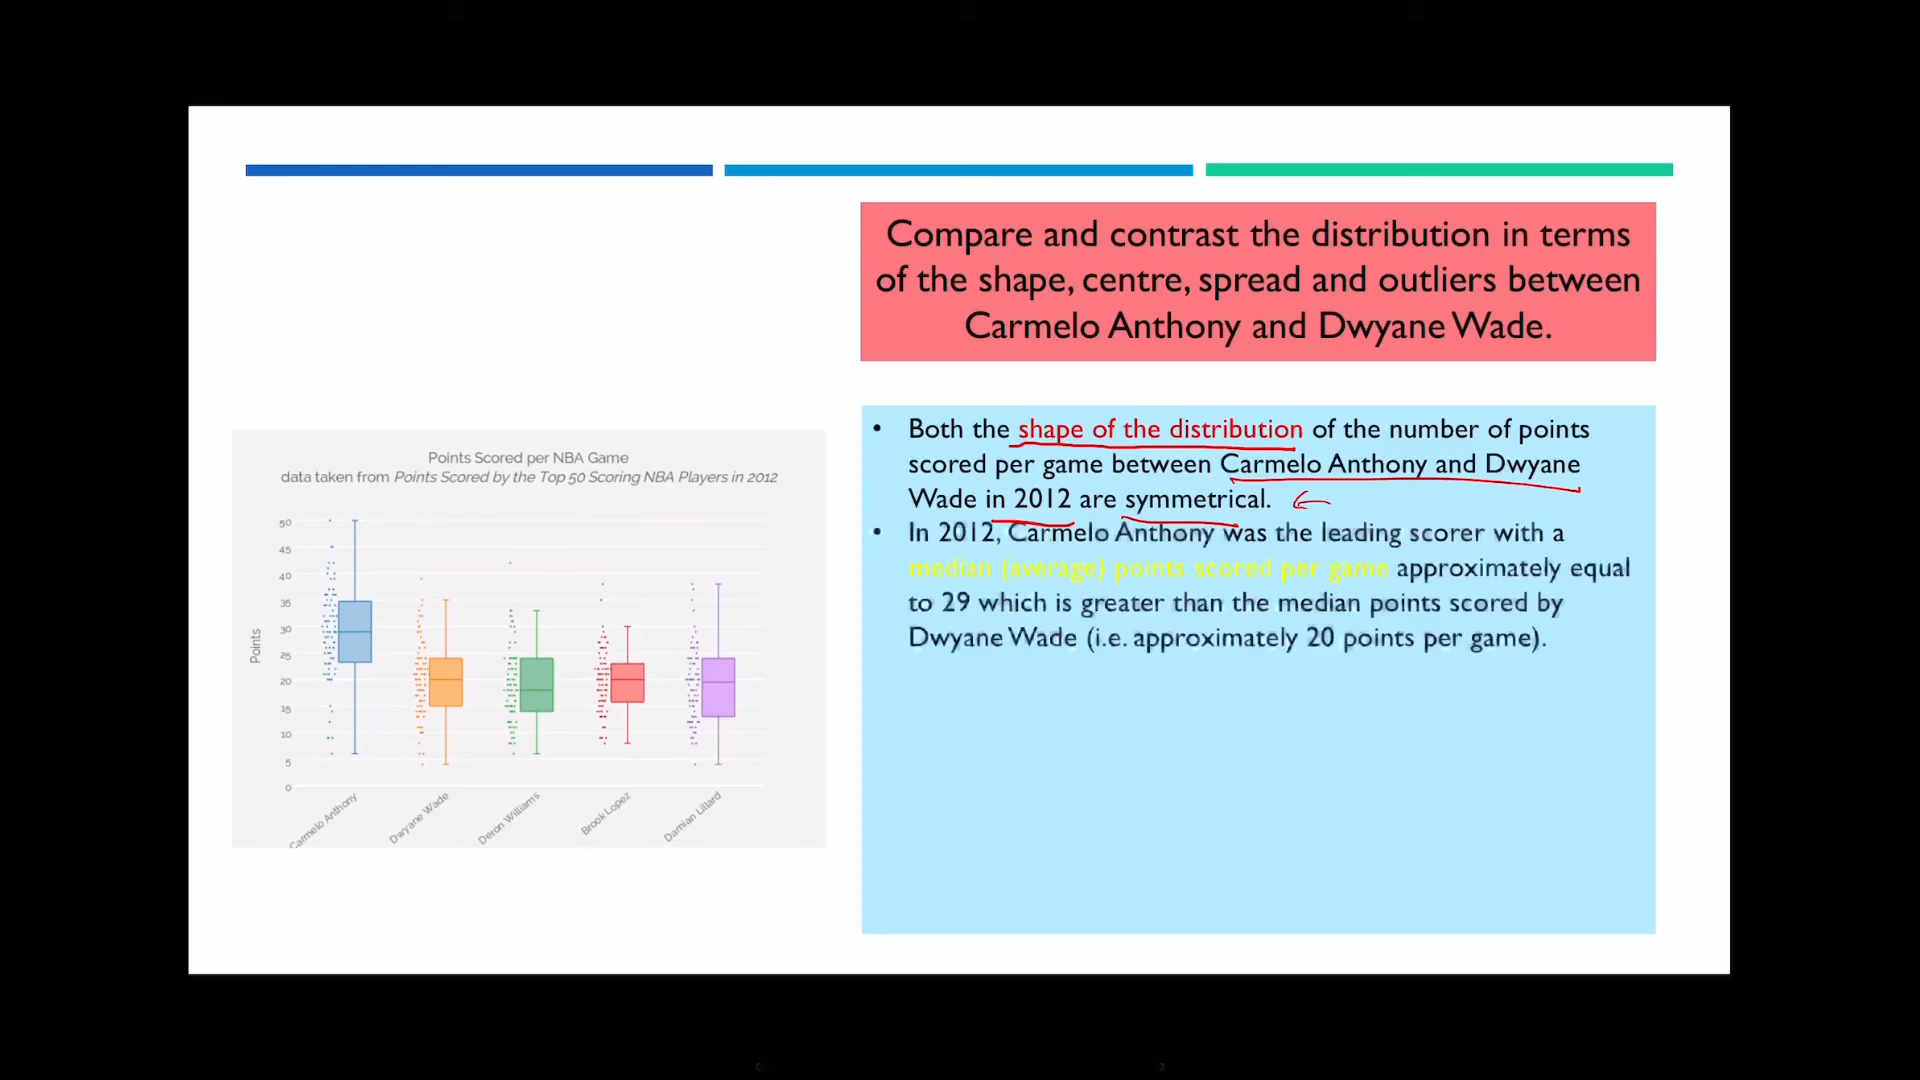 Compare and contrast the distribution in terms
of the shape, centre, spread and outliers between
Carmelo Anthony and Dwyane Wade.
• Both the shape of the distribution of the number of points
scored per game between Carmelo Anthony and Dwyane
Wade in 2012 are symmetrical.
• In 2012, Carmelo Anthony was the leading scorer with a
median (average) points scored per game approximately equal
to 29 which is greater than the median points scored by
Dwyane Wade (i.e. approximately 20 points per game).
Points Scored per NBA Game
data taken from Points Scored by the Top 50 Scoring NBA Players in 2012
Points
50
45
40
35
30
25
20
15
10
5
0
Carmelo Anthony
Dwyane Wade
Deron Williams
Brook Lopez
Damian Lillard